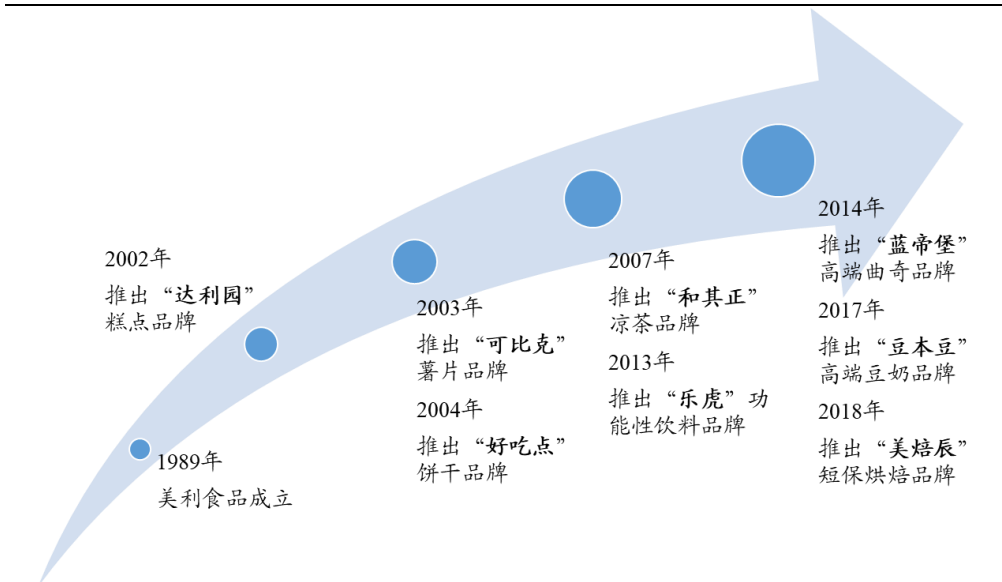 1989年
美利食品成立
2002年
推出“达利园”
糕点品牌
2003年
推出“可比克”
薯片品牌
2004年
推出“好吃点”
饼干品牌
2007年
推出“和其正”
凉茶品牌
2013年
推出“乐虎”功
能性饮料品牌
2014年
推出“蓝帝堡”
高端曲奇品牌
2017年
推出“豆本豆”
高端豆奶品牌
2018年
推出“美焙辰”
短保烘焙品牌